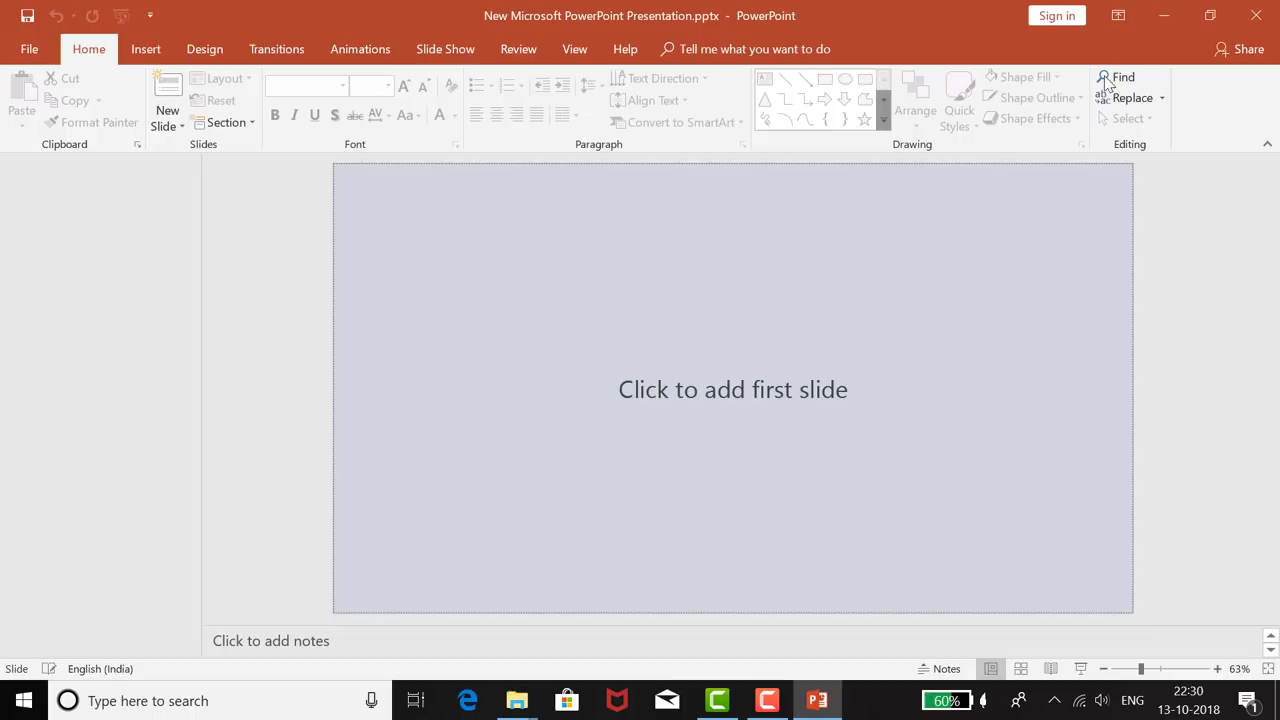 New Microsoft PowerPoint Presentation.pptx - PowerPoint
Sign in
File Home Insert Design Transitions Animations Slide Show Review View Help Tell me what you want to do Share
Paste
Cut
Copy
Format Painter
Clipboard
New
Slide
Layout
Reset
Section
Slides
B I U S abc AV Aa A
Font
Text Direction
Align Text
Convert to SmartArt
Paragraph
Arrange
Quick
Styles
Shape Fill
Shape Outline
Shape Effects
Drawing
Find
Replace
Select
Editing
Click to add first slide
Click to add notes
Slide English (India) Notes 63%
Type here to search
60%
ENG
22:30
13-10-2018
1